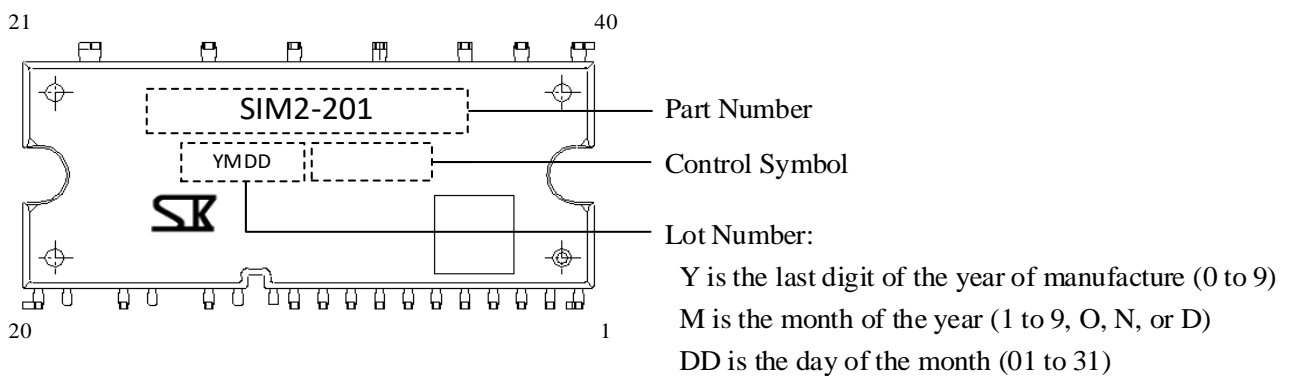 21 40
SIM2-201
Part Number
YMDD
Control Symbol
SK
Lot Number:
Y is the last digit of the year of manufacture (0 to 9)
M is the month of the year (1 to 9, O, N, or D)
20 1
DD is the day of the month (01 to 31)